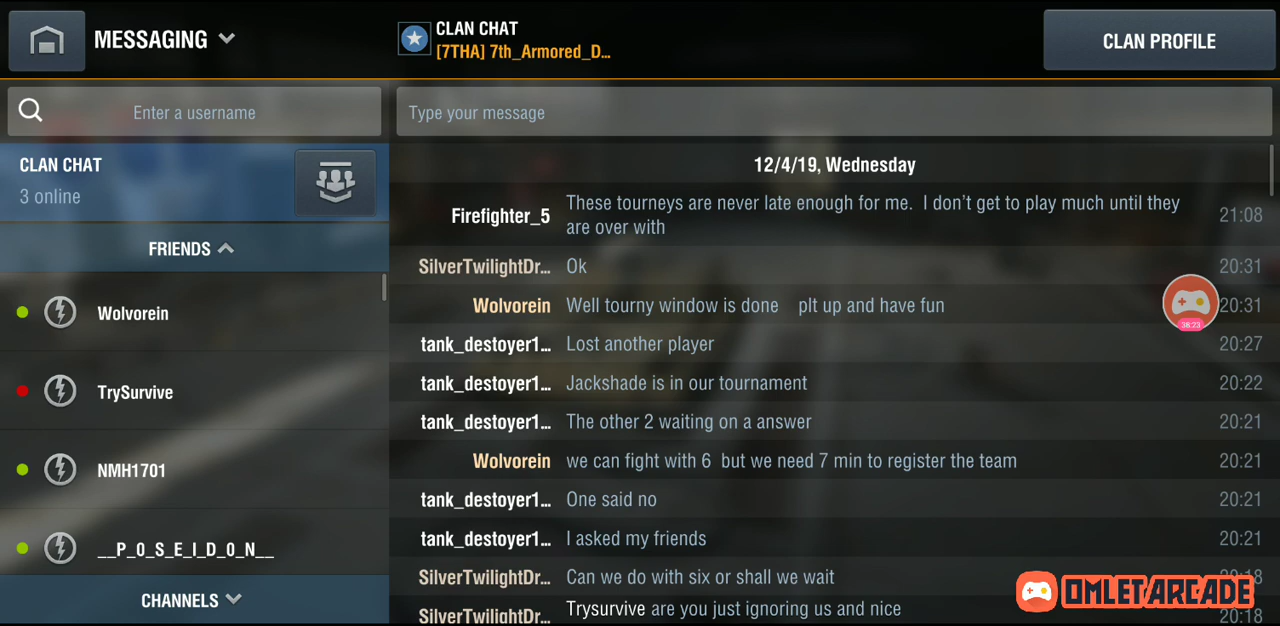 MESSAGING
CLAN CHAT
[7THA] 7th_Armored_D...
CLAN PROFILE
Enter a username
Type your message
CLAN CHAT
3 online
FRIENDS
Wolvorein
TrySurvive
NMH1701
__P_O_S_E_I_D_O_N__
CHANNELS
12/4/19, Wednesday
Firefighter_5 These tourneys are never late enough for me. I don't get to play much until they 21:08
are over with
SilverTwilightDr... Ok 20:31
Wolvorein Well tourny window is done plt up and have fun 20:31
38:23
tank_destoyer1... Lost another player 20:27
tank_destoyer1... Jackshade is in our tournament 20:22
tank_destoyer1... The other 2 waiting on a answer 20:21
Wolvorein we can fight with 6 but we need 7 min to register the team 20:21
tank_destoyer1... One said no 20:21
tank_destoyer1... I asked my friends 20:21
SilverTwilightDr... Can we do with six or shall we wait 20:18
SilverTwilightDr... Trysurvive are you just ignoring us and nice 20:18
OMLET ARCADE